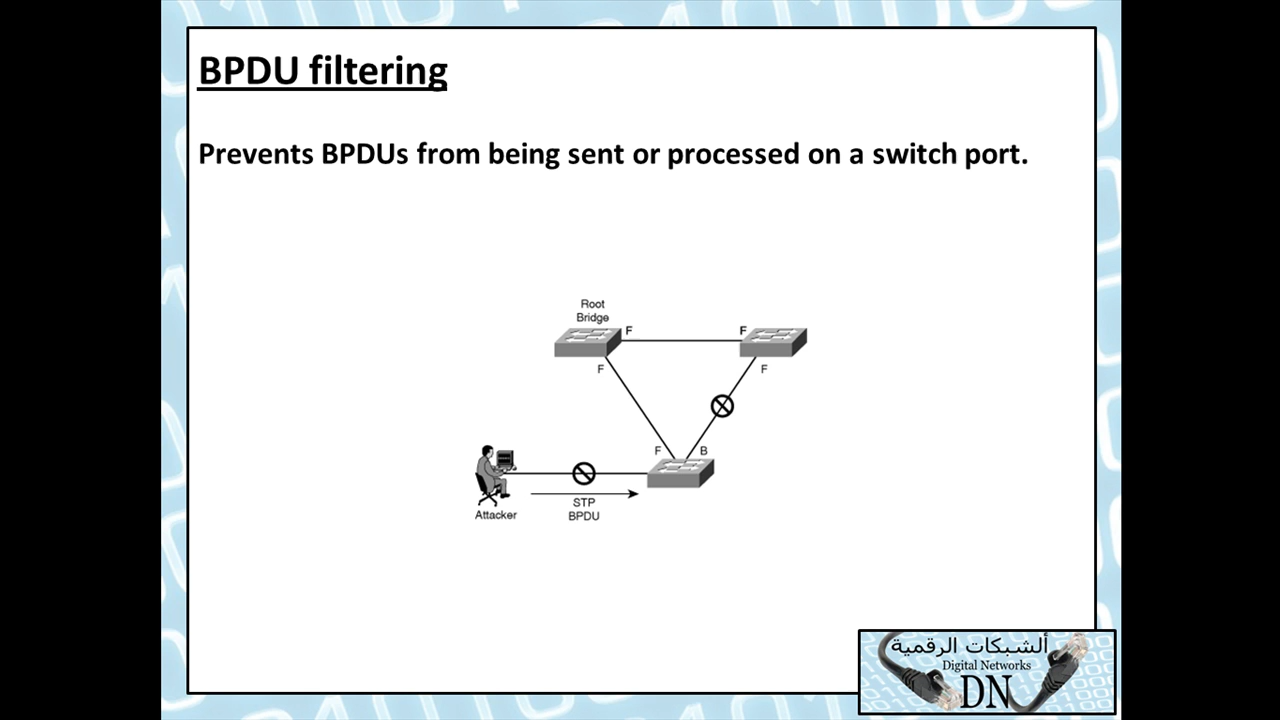 BPDU filtering
Prevents BPDUs from being sent or processed on a switch port.
Root
Bridge
F
F
F
F
F
B
STP
BPDU
Attacker
ألشبكات الرقمية
Digital Networks
DN